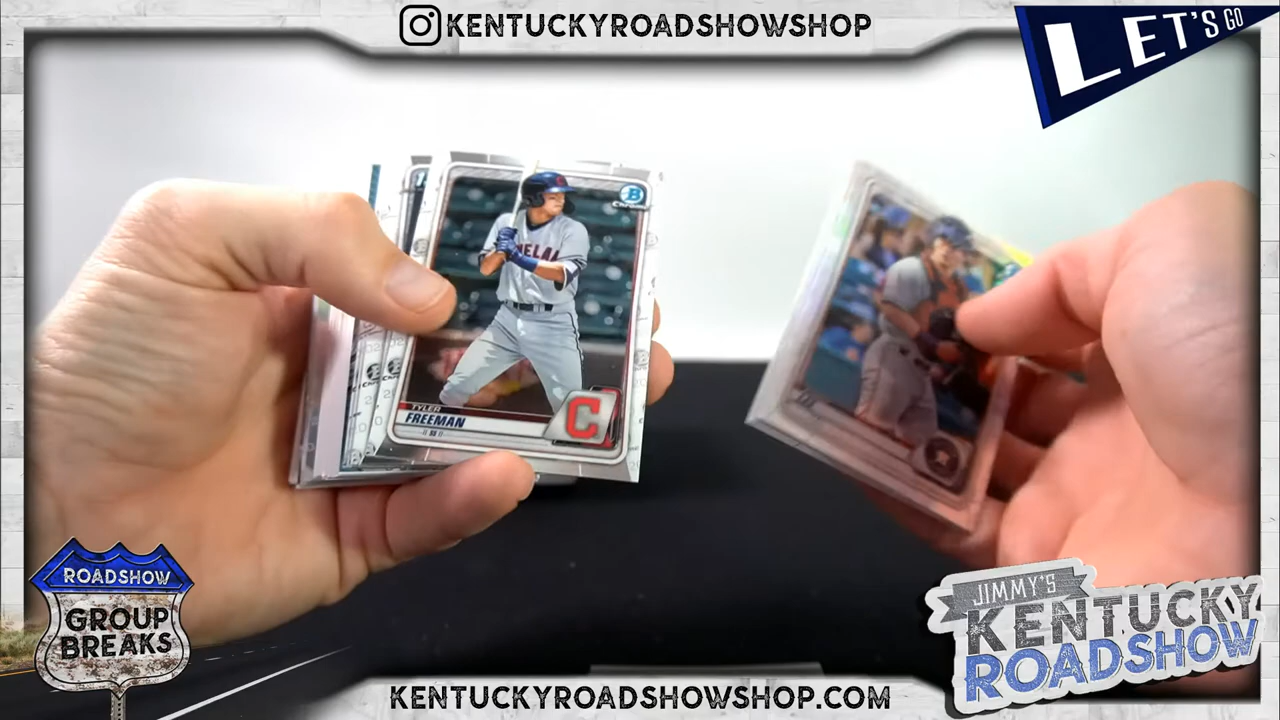 KENTUCKYROADSHOWSHOP
LET'S GO
B
TYLER
FREEMAN
C
ROADSHOW
GROUP
BREAKS
JIMMY'S
KENTUCKY
ROADSHOW
KENTUCKYROADSHOWSHOP.COM